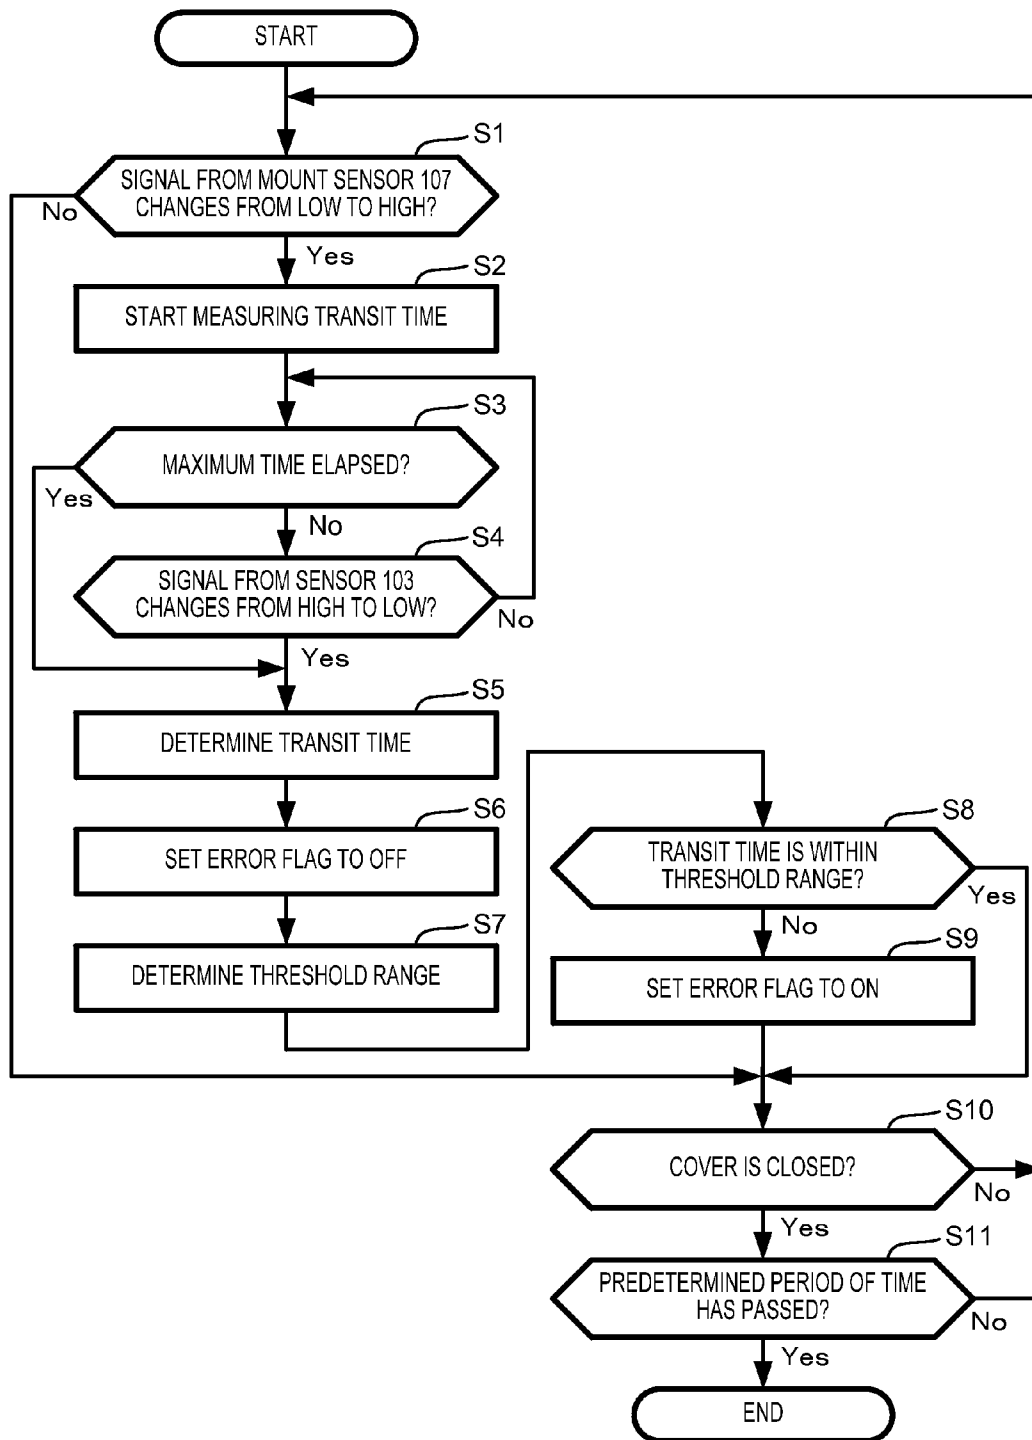 START
S1
SIGNAL FROM MOUNT SENSOR 107
CHANGES FROM LOW TO HIGH?
No
Yes
S2
START MEASURING TRANSIT TIME
S3
MAXIMUM TIME ELAPSED?
Yes
No
S4
SIGNAL FROM SENSOR 103
CHANGES FROM HIGH TO LOW?
No
Yes
S5
DETERMINE TRANSIT TIME
S6
SET ERROR FLAG TO OFF
S7
DETERMINE THRESHOLD RANGE
S8
TRANSIT TIME IS WITHIN
THRESHOLD RANGE?
Yes
No
S9
SET ERROR FLAG TO ON
S10
COVER IS CLOSED?
No
Yes
S11
PREDETERMINED PERIOD OF TIME
HAS PASSED?
No
Yes
END